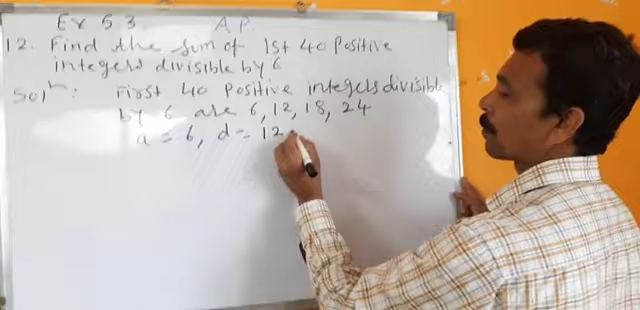 Ex 5.3. A.P.
12. Find the sum of 1st 40 positive
integers divisible by 6
Solⁿ: First 40 positive integers divisible
by 6 are 6, 12, 18, 24
a = 6, d = 12